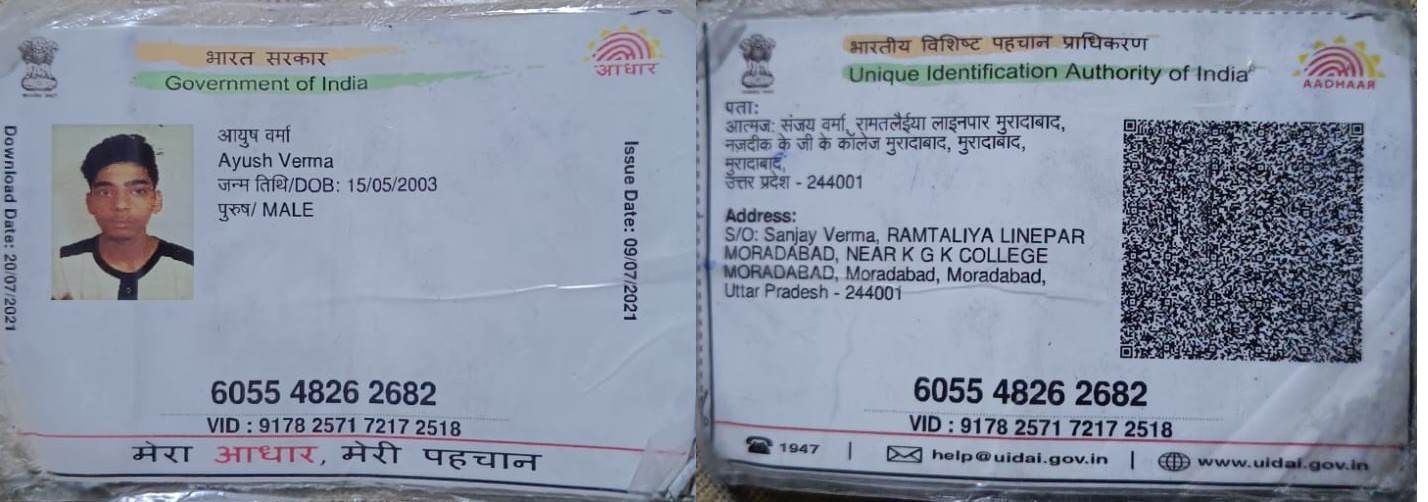 भारत सरकार
Government of India
आधार
Download Date: 20/07/2021
आयुष वर्मा
Ayush Verma
जन्म तिथि/DOB: 15/05/2003
पुरुष/ MALE
Issue Date: 09/07/2021
6055 4826 2682
VID : 9178 2571 7217 2518
मेरा आधार, मेरी पहचान
भारतीय विशिष्ट पहचान प्राधिकरण
Unique Identification Authority of India
AADHAAR
पता:
आत्मज: संजय वर्मा, रामतलैईया लाइनपार मुरादाबाद,
नज़दीक के जी के कॉलेज मुरादाबाद, मुरादाबाद,
मुरादाबाद,
उत्तर प्रदेश - 244001
Address:
S/O: Sanjay Verma, RAMTALIYA LINEPAR
MORADABAD, NEAR K G K COLLEGE
MORADABAD, Moradabad, Moradabad,
Uttar Pradesh - 244001
6055 4826 2682
VID : 9178 2571 7217 2518
1947 | help@uidai.gov.in | www.uidai.gov.in